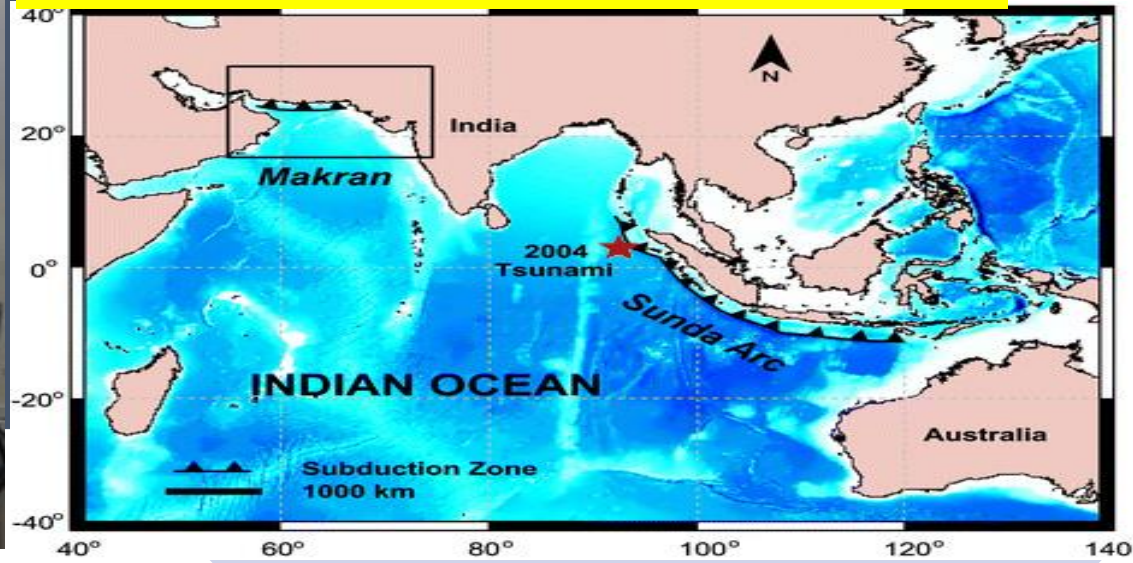 40°
20°
0°
-20°
-40°
N
India
Makran
2004
Tsunami
Sunda Arc
INDIAN OCEAN
Australia
Subduction Zone
1000 km
40°
60°
80°
100°
120°
140